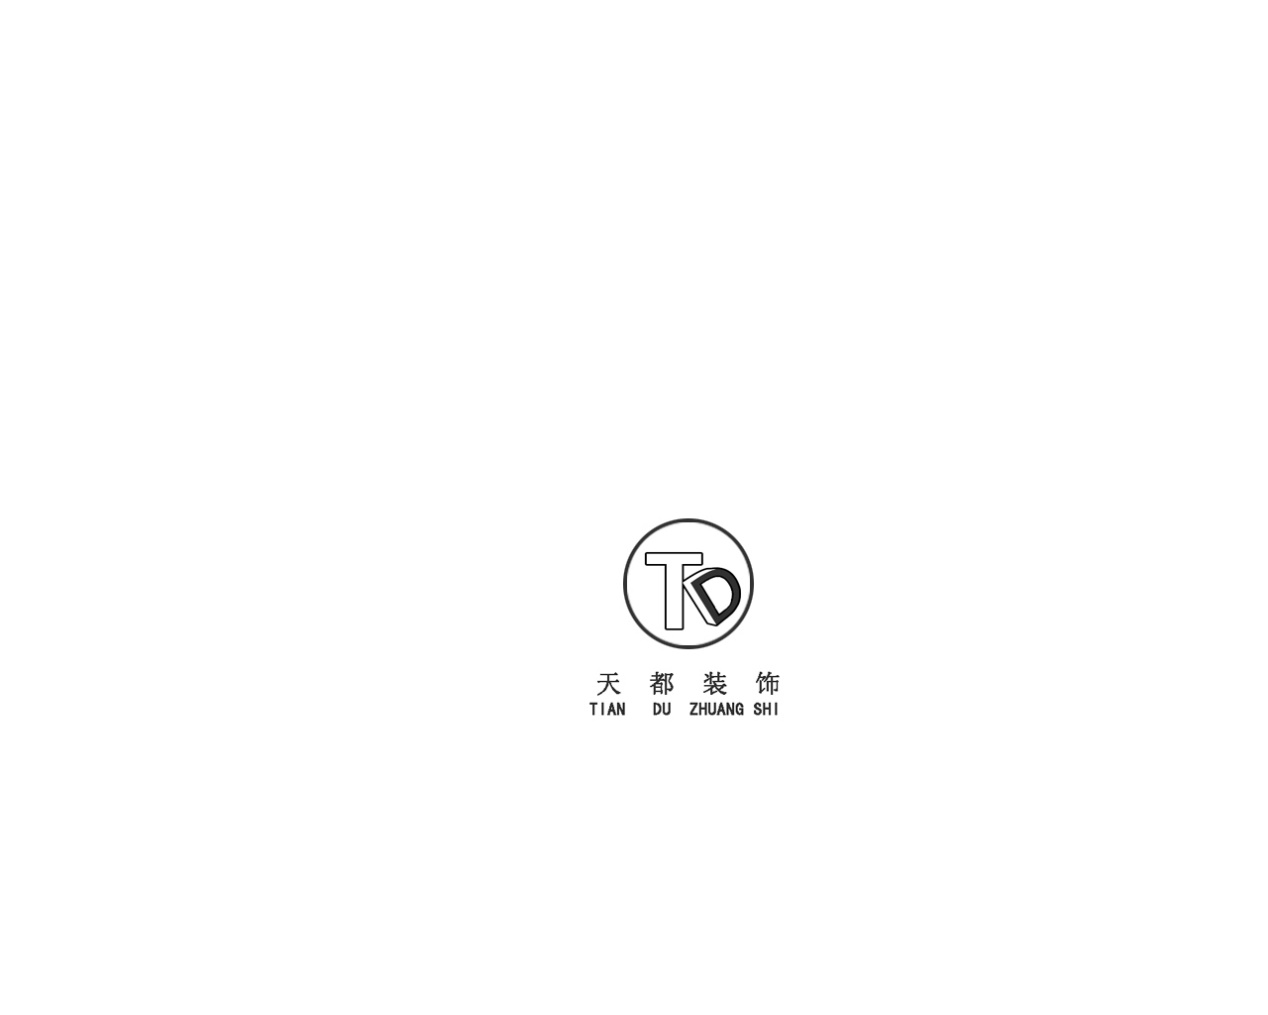 TD
天 都 装 饰
TIAN DU ZHUANG SHI